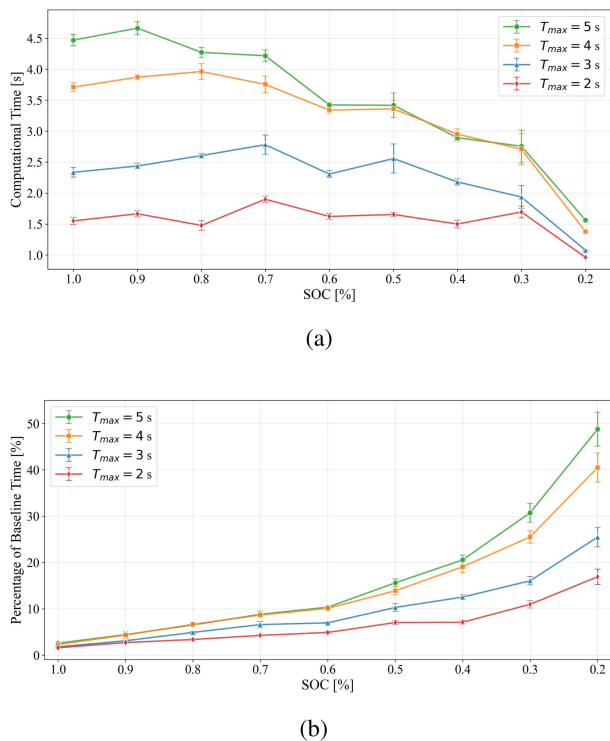 T_max = 5 s
T_max = 4 s
T_max = 3 s
T_max = 2 s
Computational Time [s]
4.5
4.0
3.5
3.0
2.5
2.0
1.5
1.0
1.0 0.9 0.8 0.7 0.6 0.5 0.4 0.3 0.2
SOC [%]
(a)
T_max = 5 s
T_max = 4 s
T_max = 3 s
T_max = 2 s
Percentage of Baseline Time [%]
50
40
30
20
10
0
1.0 0.9 0.8 0.7 0.6 0.5 0.4 0.3 0.2
SOC [%]
(b)